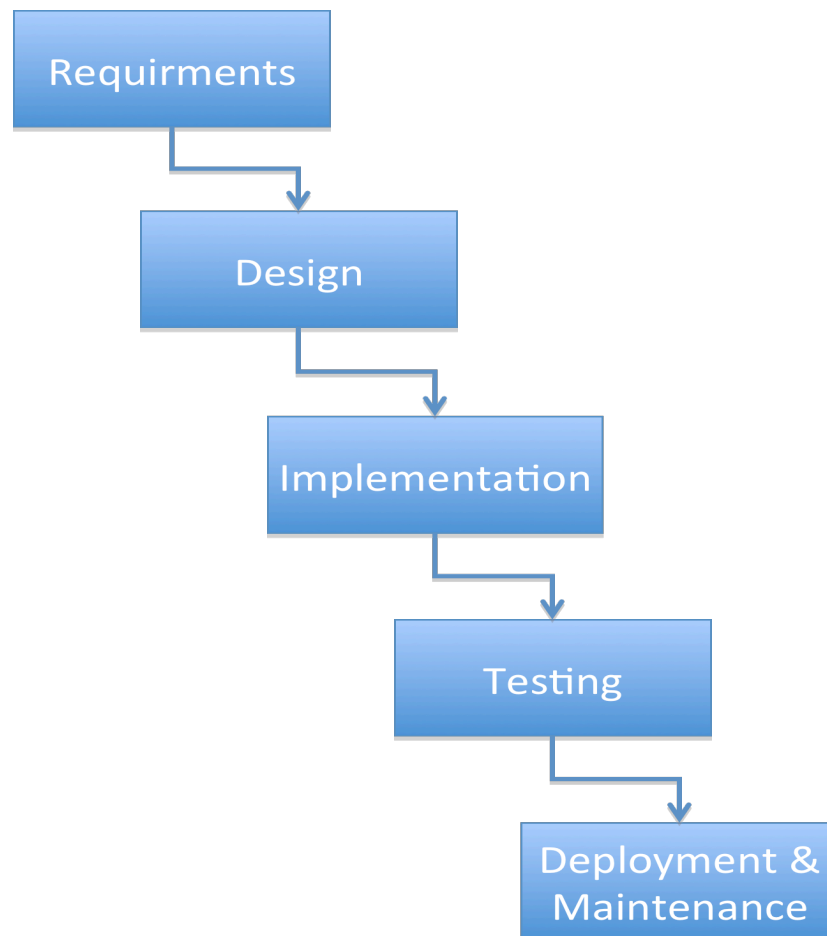 Requirments
Design
Implementation
Testing
Deployment &
Maintenance